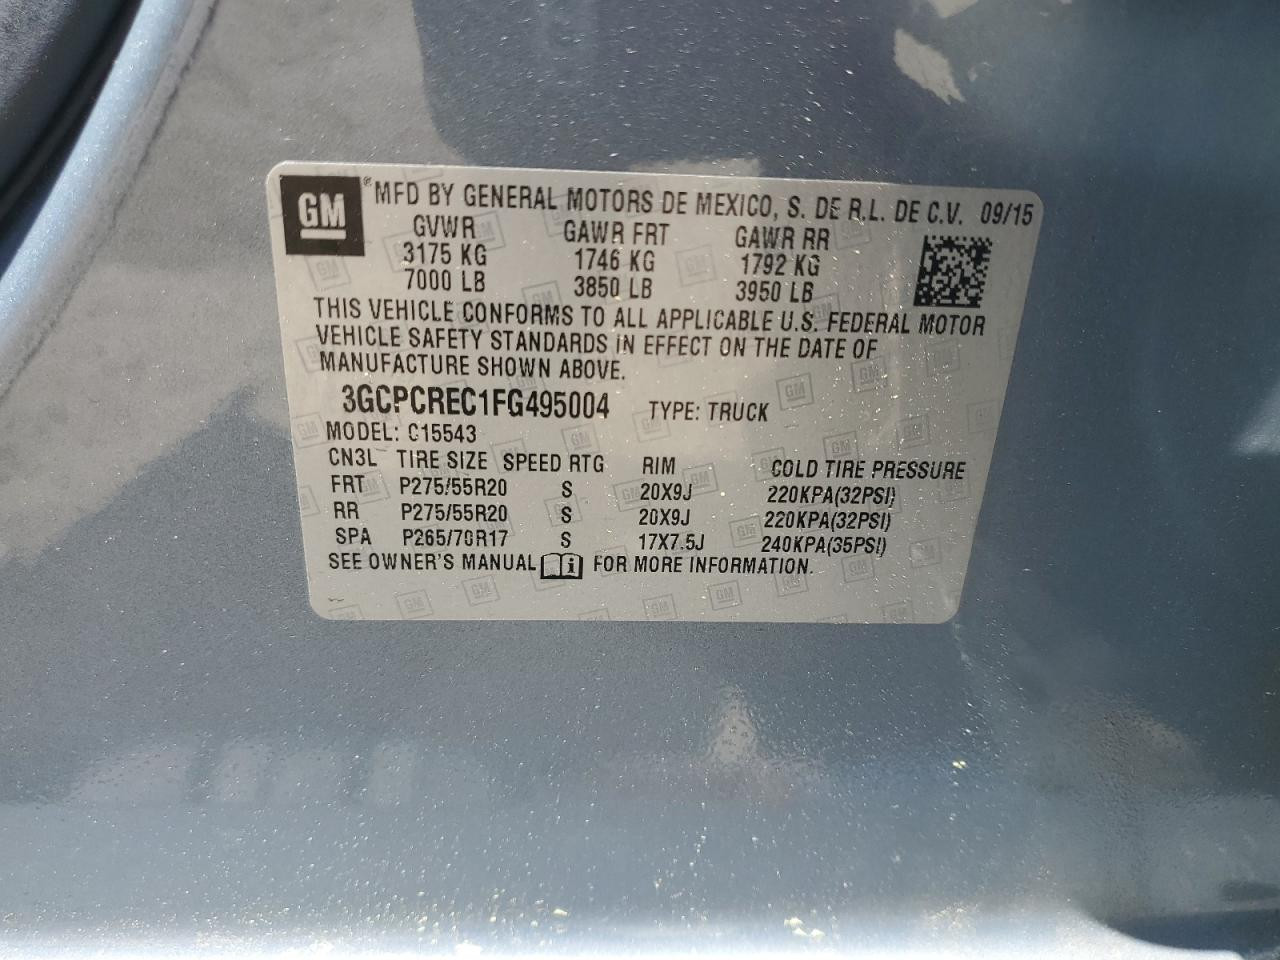 GM ® MFD BY GENERAL MOTORS DE MEXICO, S. DE R.L. DE C.V. 09/15
GVWR GAWR FRT GAWR RR
3175 KG 1746 KG 1792 KG
7000 LB 3850 LB 3950 LB
THIS VEHICLE CONFORMS TO ALL APPLICABLE U.S. FEDERAL MOTOR
VEHICLE SAFETY STANDARDS IN EFFECT ON THE DATE OF
MANUFACTURE SHOWN ABOVE.
3GCPCREC1FG495004 TYPE: TRUCK
MODEL: C15543
CN3L TIRE SIZE SPEED RTG RIM COLD TIRE PRESSURE
FRT P275/55R20 S 20X9J 220KPA(32PSI)
RR P275/55R20 S 20X9J 220KPA(32PSI)
SPA P265/70R17 S 17X7.5J 240KPA(35PSI)
SEE OWNER'S MANUAL i FOR MORE INFORMATION.